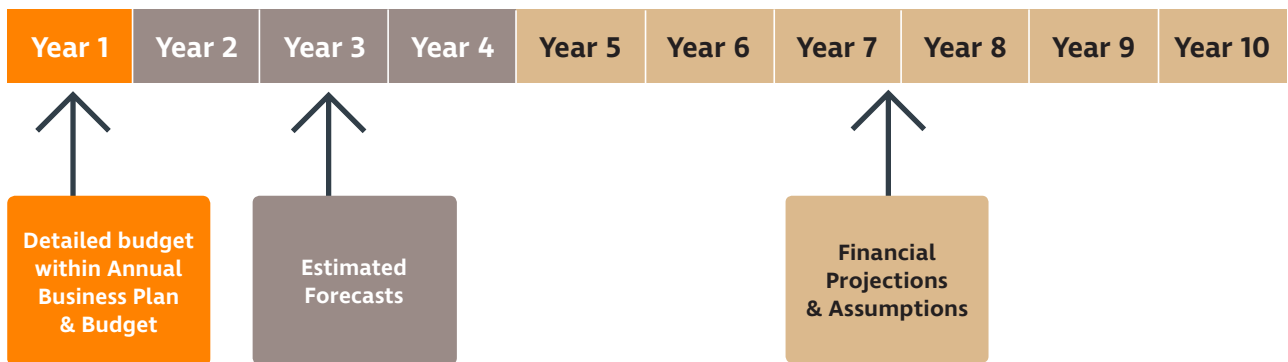 Year 1 Year 2 Year 3 Year 4 Year 5 Year 6 Year 7 Year 8 Year 9 Year 10
Detailed budget
within Annual
Business Plan
& Budget
Estimated
Forecasts
Financial
Projections
& Assumptions